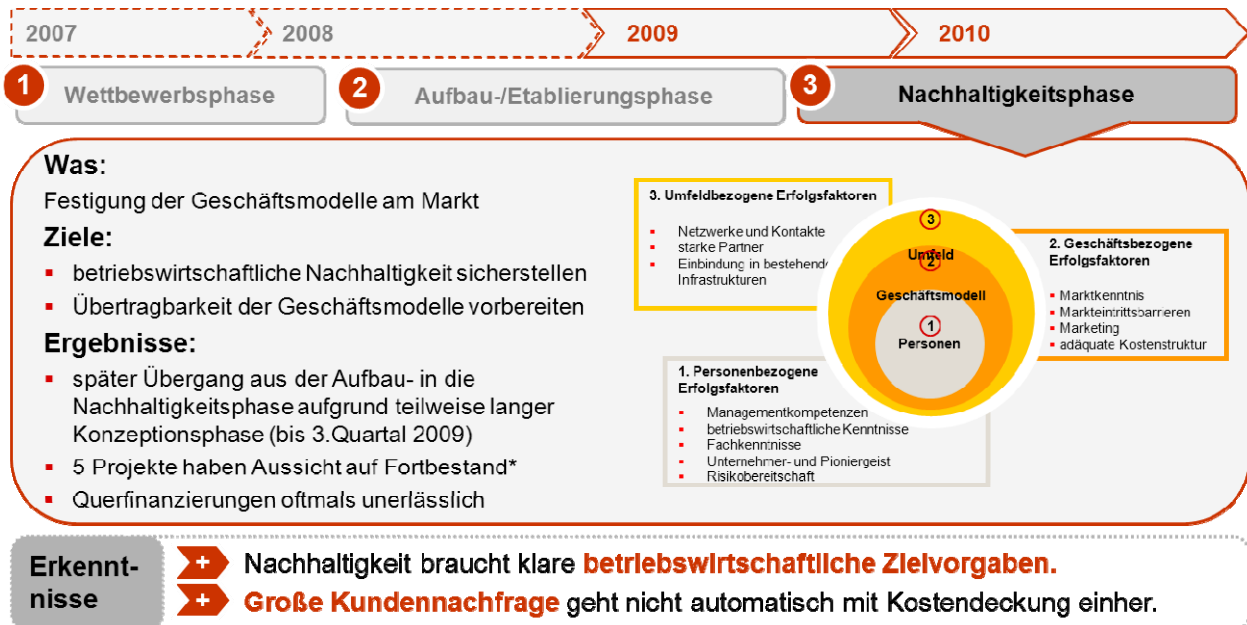 2007
2008
2009
2010
1
Wettbewerbsphase
2
Aufbau-/Etablierungsphase
3
Nachhaltigkeitsphase
Was:
Festigung der Geschäftsmodelle am Markt
Ziele:
betriebswirtschaftliche Nachhaltigkeit sicherstellen
Übertragbarkeit der Geschäftsmodelle vorbereiten
Ergebnisse:
später Übergang aus der Aufbau- in die
Nachhaltigkeitsphase aufgrund teilweise langer
Konzeptionsphase (bis 3.Quartal 2009)
5 Projekte haben Aussicht auf Fortbestand*
Querfinanzierungen oftmals unerlässlich
3. Umfeldbezogene Erfolgsfaktoren
Netzwerke und Kontakte
starke Partner
Einbindung in bestehende
Infrastrukturen
3
Umfeld
2
Geschäftsmodell
1
Personen
2. Geschäftsbezogene
Erfolgsfaktoren
Marktkenntnis
Markteintrittsbarrieren
Marketing
adäquate Kostenstruktur
1. Personenbezogene
Erfolgsfaktoren
Managementkompetenzen
betriebswirtschaftliche Kenntnisse
Fachkenntnisse
Unternehmer- und Pioniergeist
Risikobereitschaft
Erkennt-
nisse
+ Nachhaltigkeit braucht klare betriebswirtschaftliche Zielvorgaben.
+ Große Kundennachfrage geht nicht automatisch mit Kostendeckung einher.